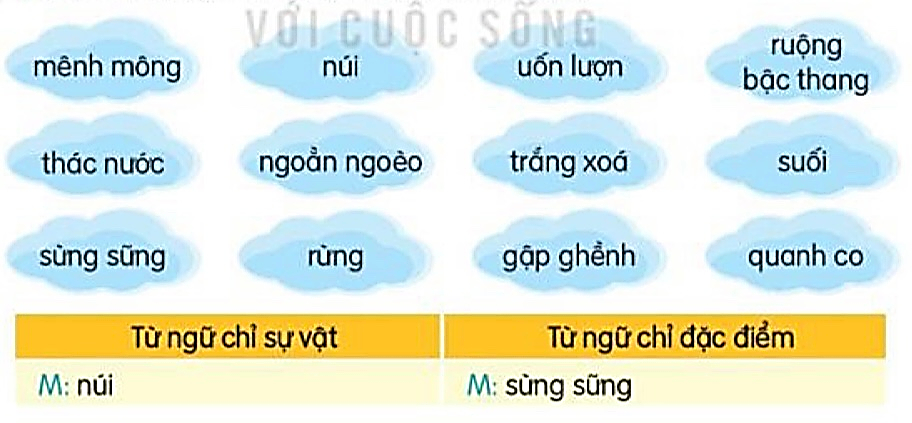 VỚI CUỘC SỐNG
mênh mông
núi
uốn lượn
ruộng
bậc thang
thác nước
ngoằn ngoèo
trắng xoá
suối
sừng sững
rừng
gập ghềnh
quanh co
Từ ngữ chỉ sự vật
Từ ngữ chỉ đặc điểm
M: núi
M: sừng sững